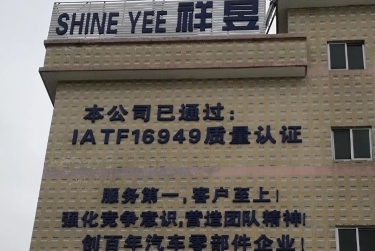 SHINE YEE 祥昱
本公司已通过:
IATF16949质量认证
服务第一,客户至上!
强化竞争意识,营造团队精神!
创百年汽车零部件企业!